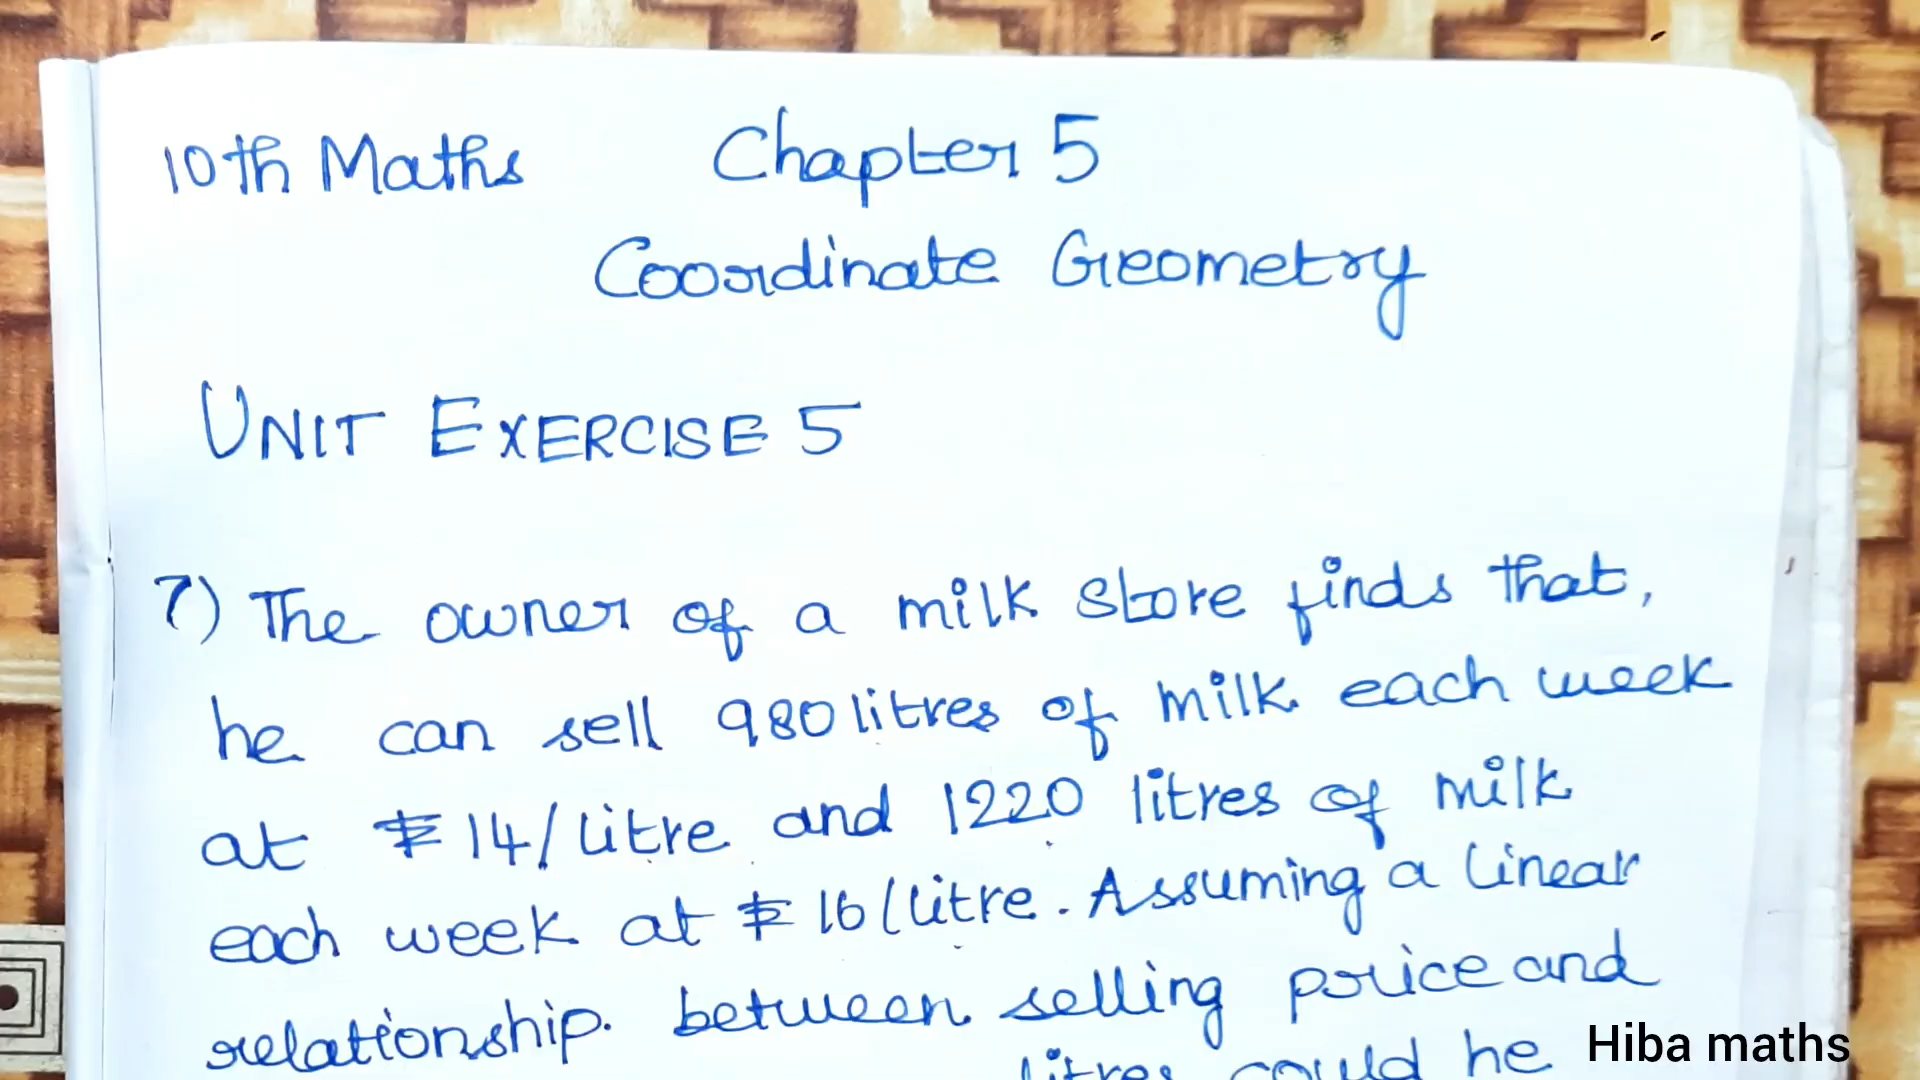 10th Maths Chapter 5
Coordinate Geometry
UNIT EXERCISE 5
7) The owner of a milk store finds that,
he can sell 980 litres of milk each week
at ₹ 14/litre and 1220 litres of milk
each week at ₹ 16/litre. Assuming a linear
relationship. between selling price and
litres could he
Hiba maths